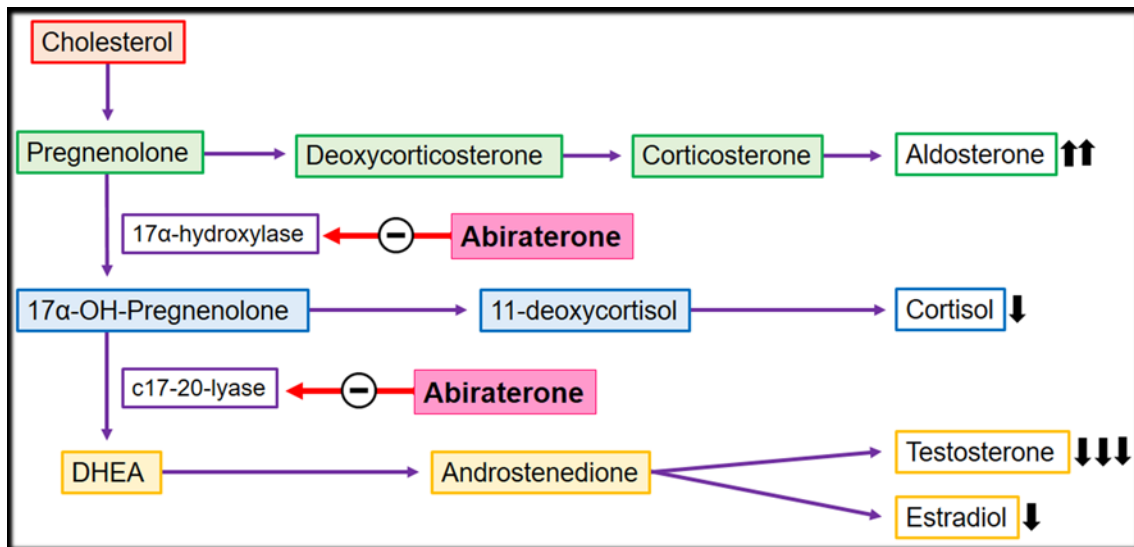 Cholesterol
Pregnenolone
Deoxycorticosterone
Corticosterone
Aldosterone
17α-hydroxylase
Abiraterone
17α-OH-Pregnenolone
11-deoxycortisol
Cortisol
c17-20-lyase
Abiraterone
DHEA
Androstenedione
Testosterone
Estradiol